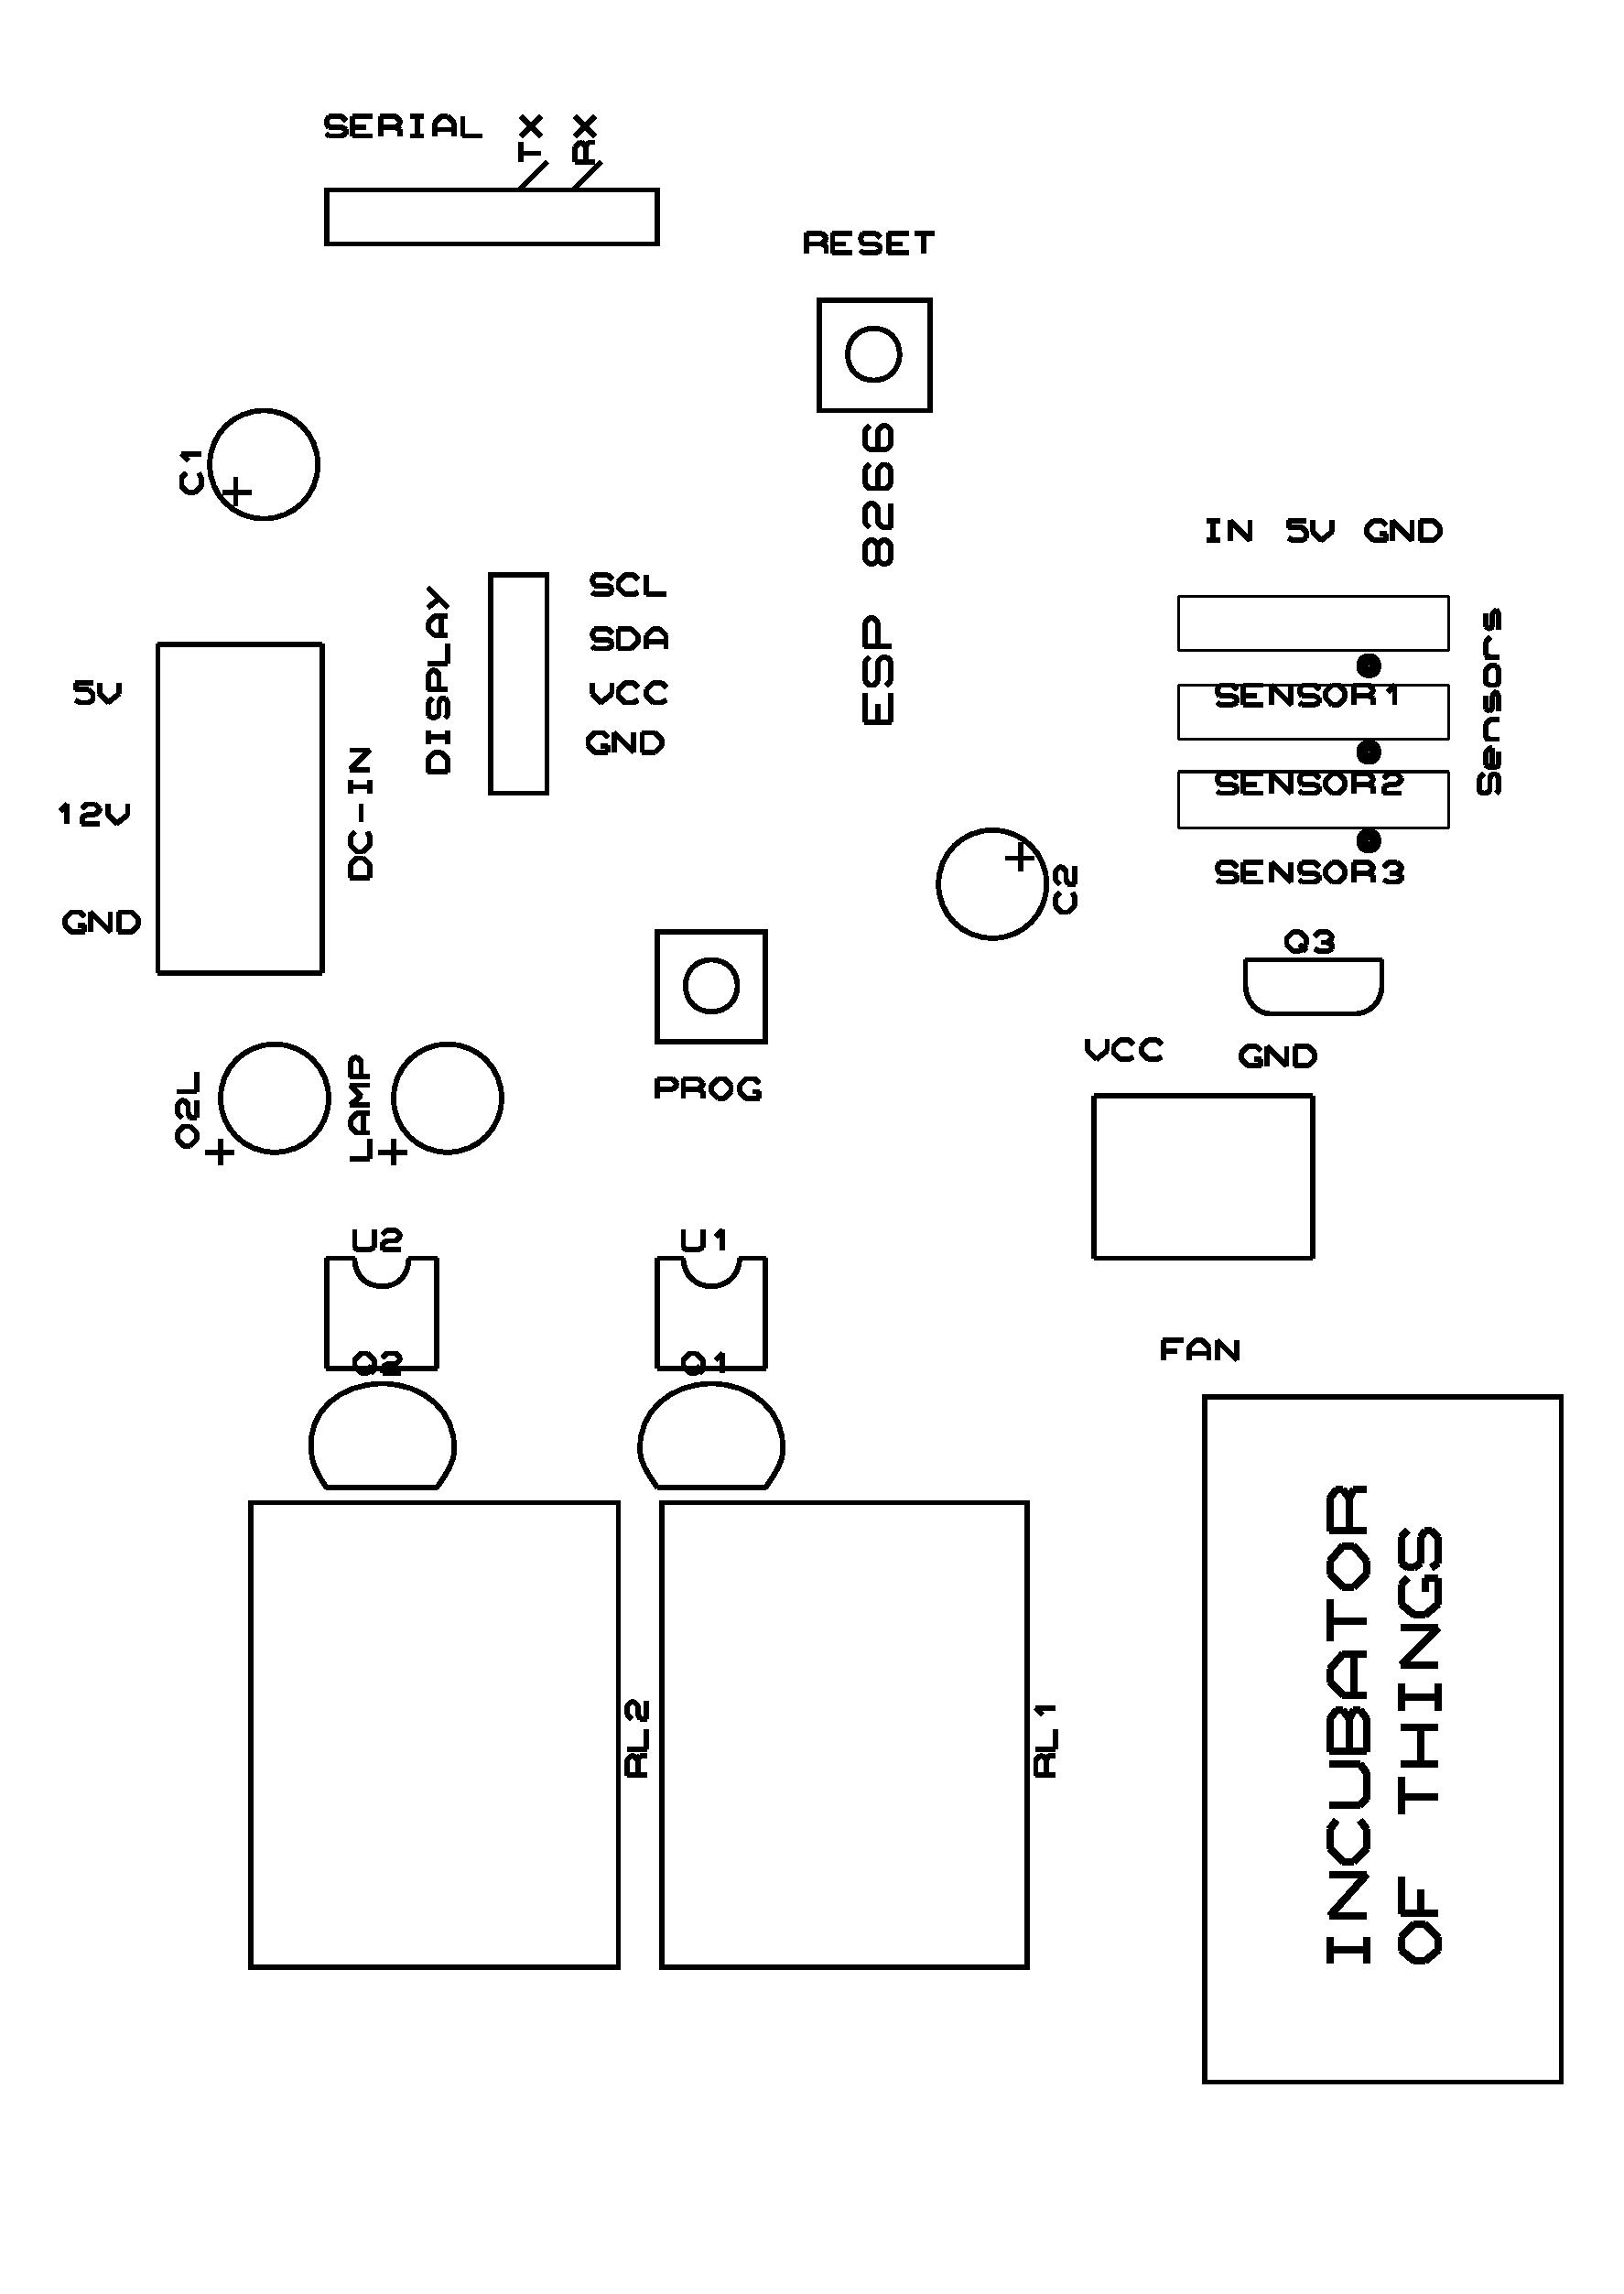 SERIAL
TX
RX
RESET
C1
ESP 8266
IN 5V GND
DISPLAY
SCL
SDA
VCC
GND
5V
12V
GND
DC-IN
Sensors
SENSOR1
SENSOR2
SENSOR3
C2
Q3
VCC
GND
O2L
LAMP
PROG
U2
U1
FAN
Q2
Q1
RL2
RL1
INCUBATOR
OF THINGS